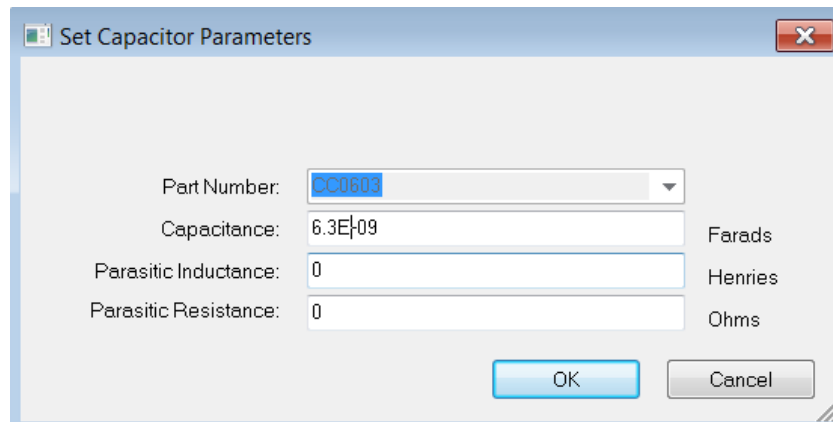 Set Capacitor Parameters
Part Number: CC0603
Capacitance: 6.3E-09 Farads
Parasitic Inductance: 0 Henries
Parasitic Resistance: 0 Ohms
OK Cancel